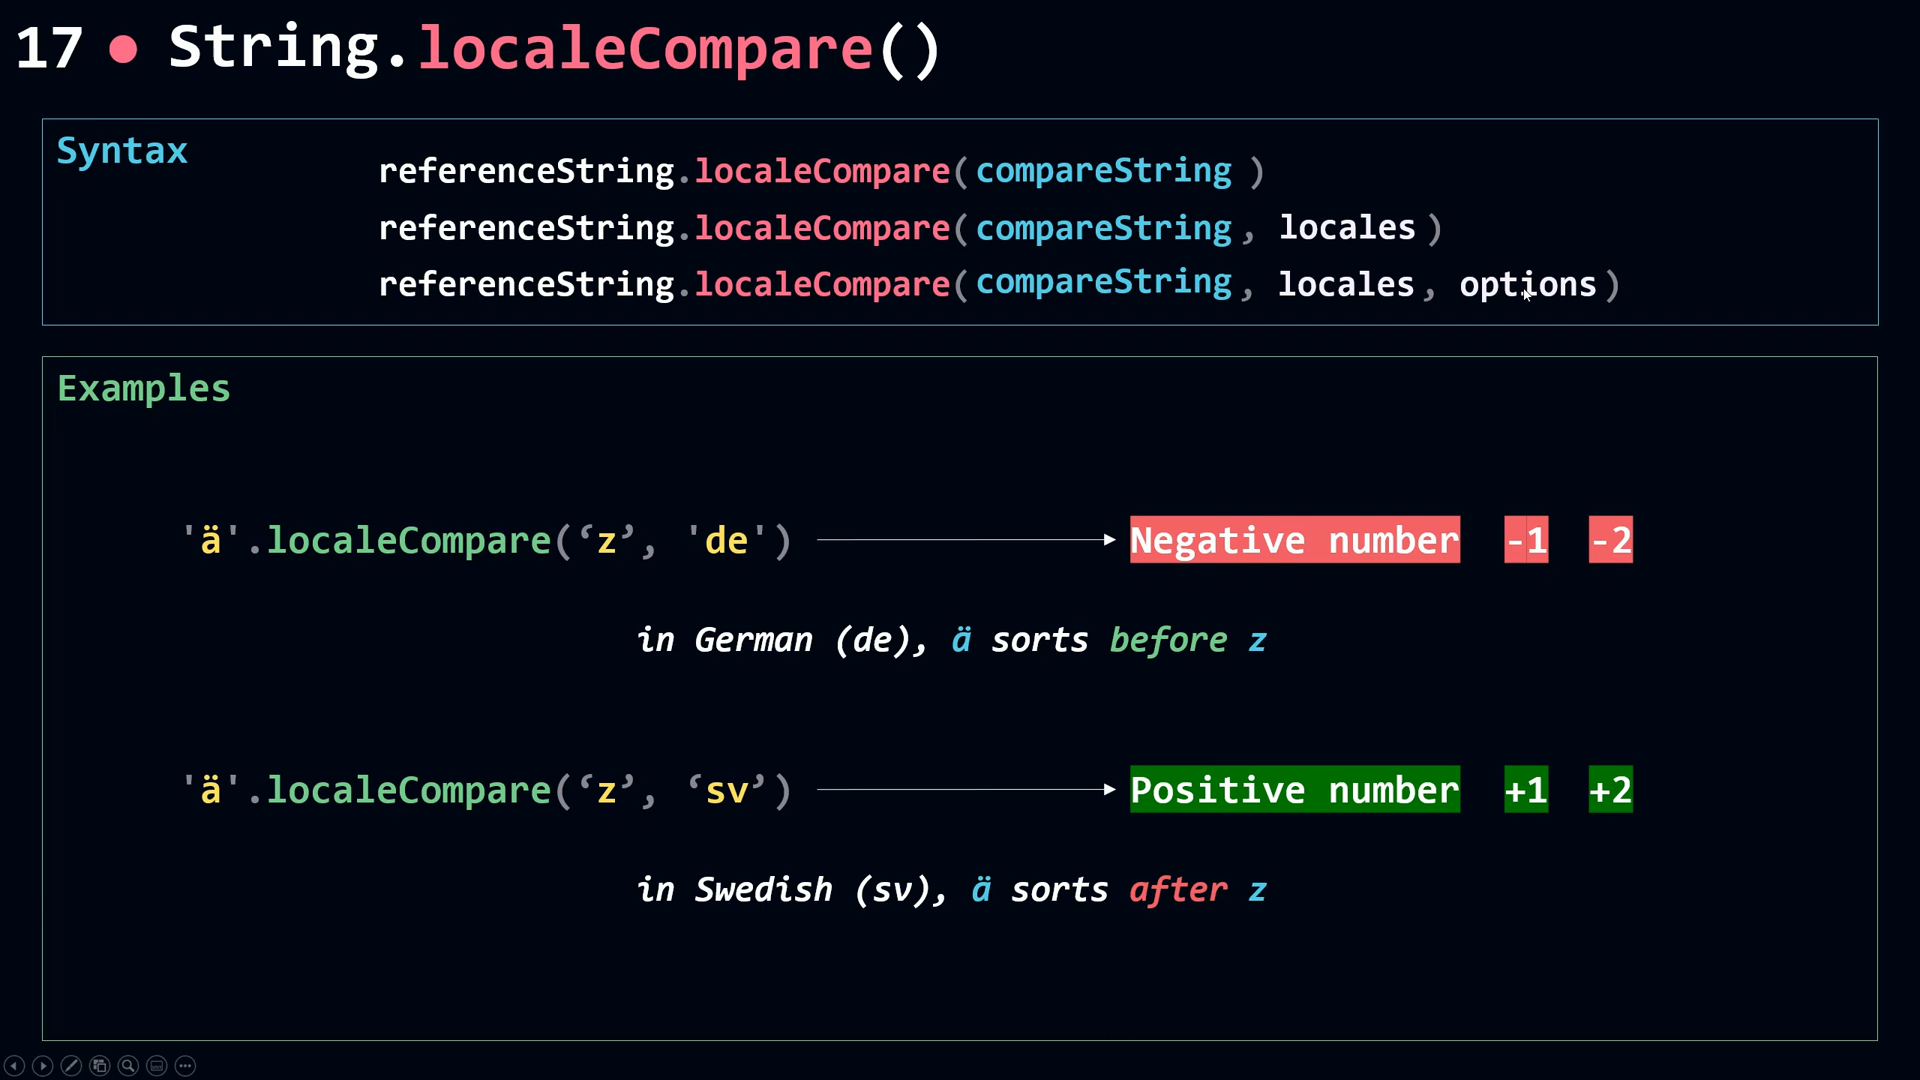 17 • String.localeCompare()
Syntax
referenceString.localeCompare(compareString )
referenceString.localeCompare(compareString, locales )
referenceString.localeCompare(compareString, locales, options )
Examples
'ä'.localeCompare(‘z’, 'de') Negative number -1 -2
in German (de), ä sorts before z
'ä'.localeCompare(‘z’, ‘sv’) Positive number +1 +2
in Swedish (sv), ä sorts after z